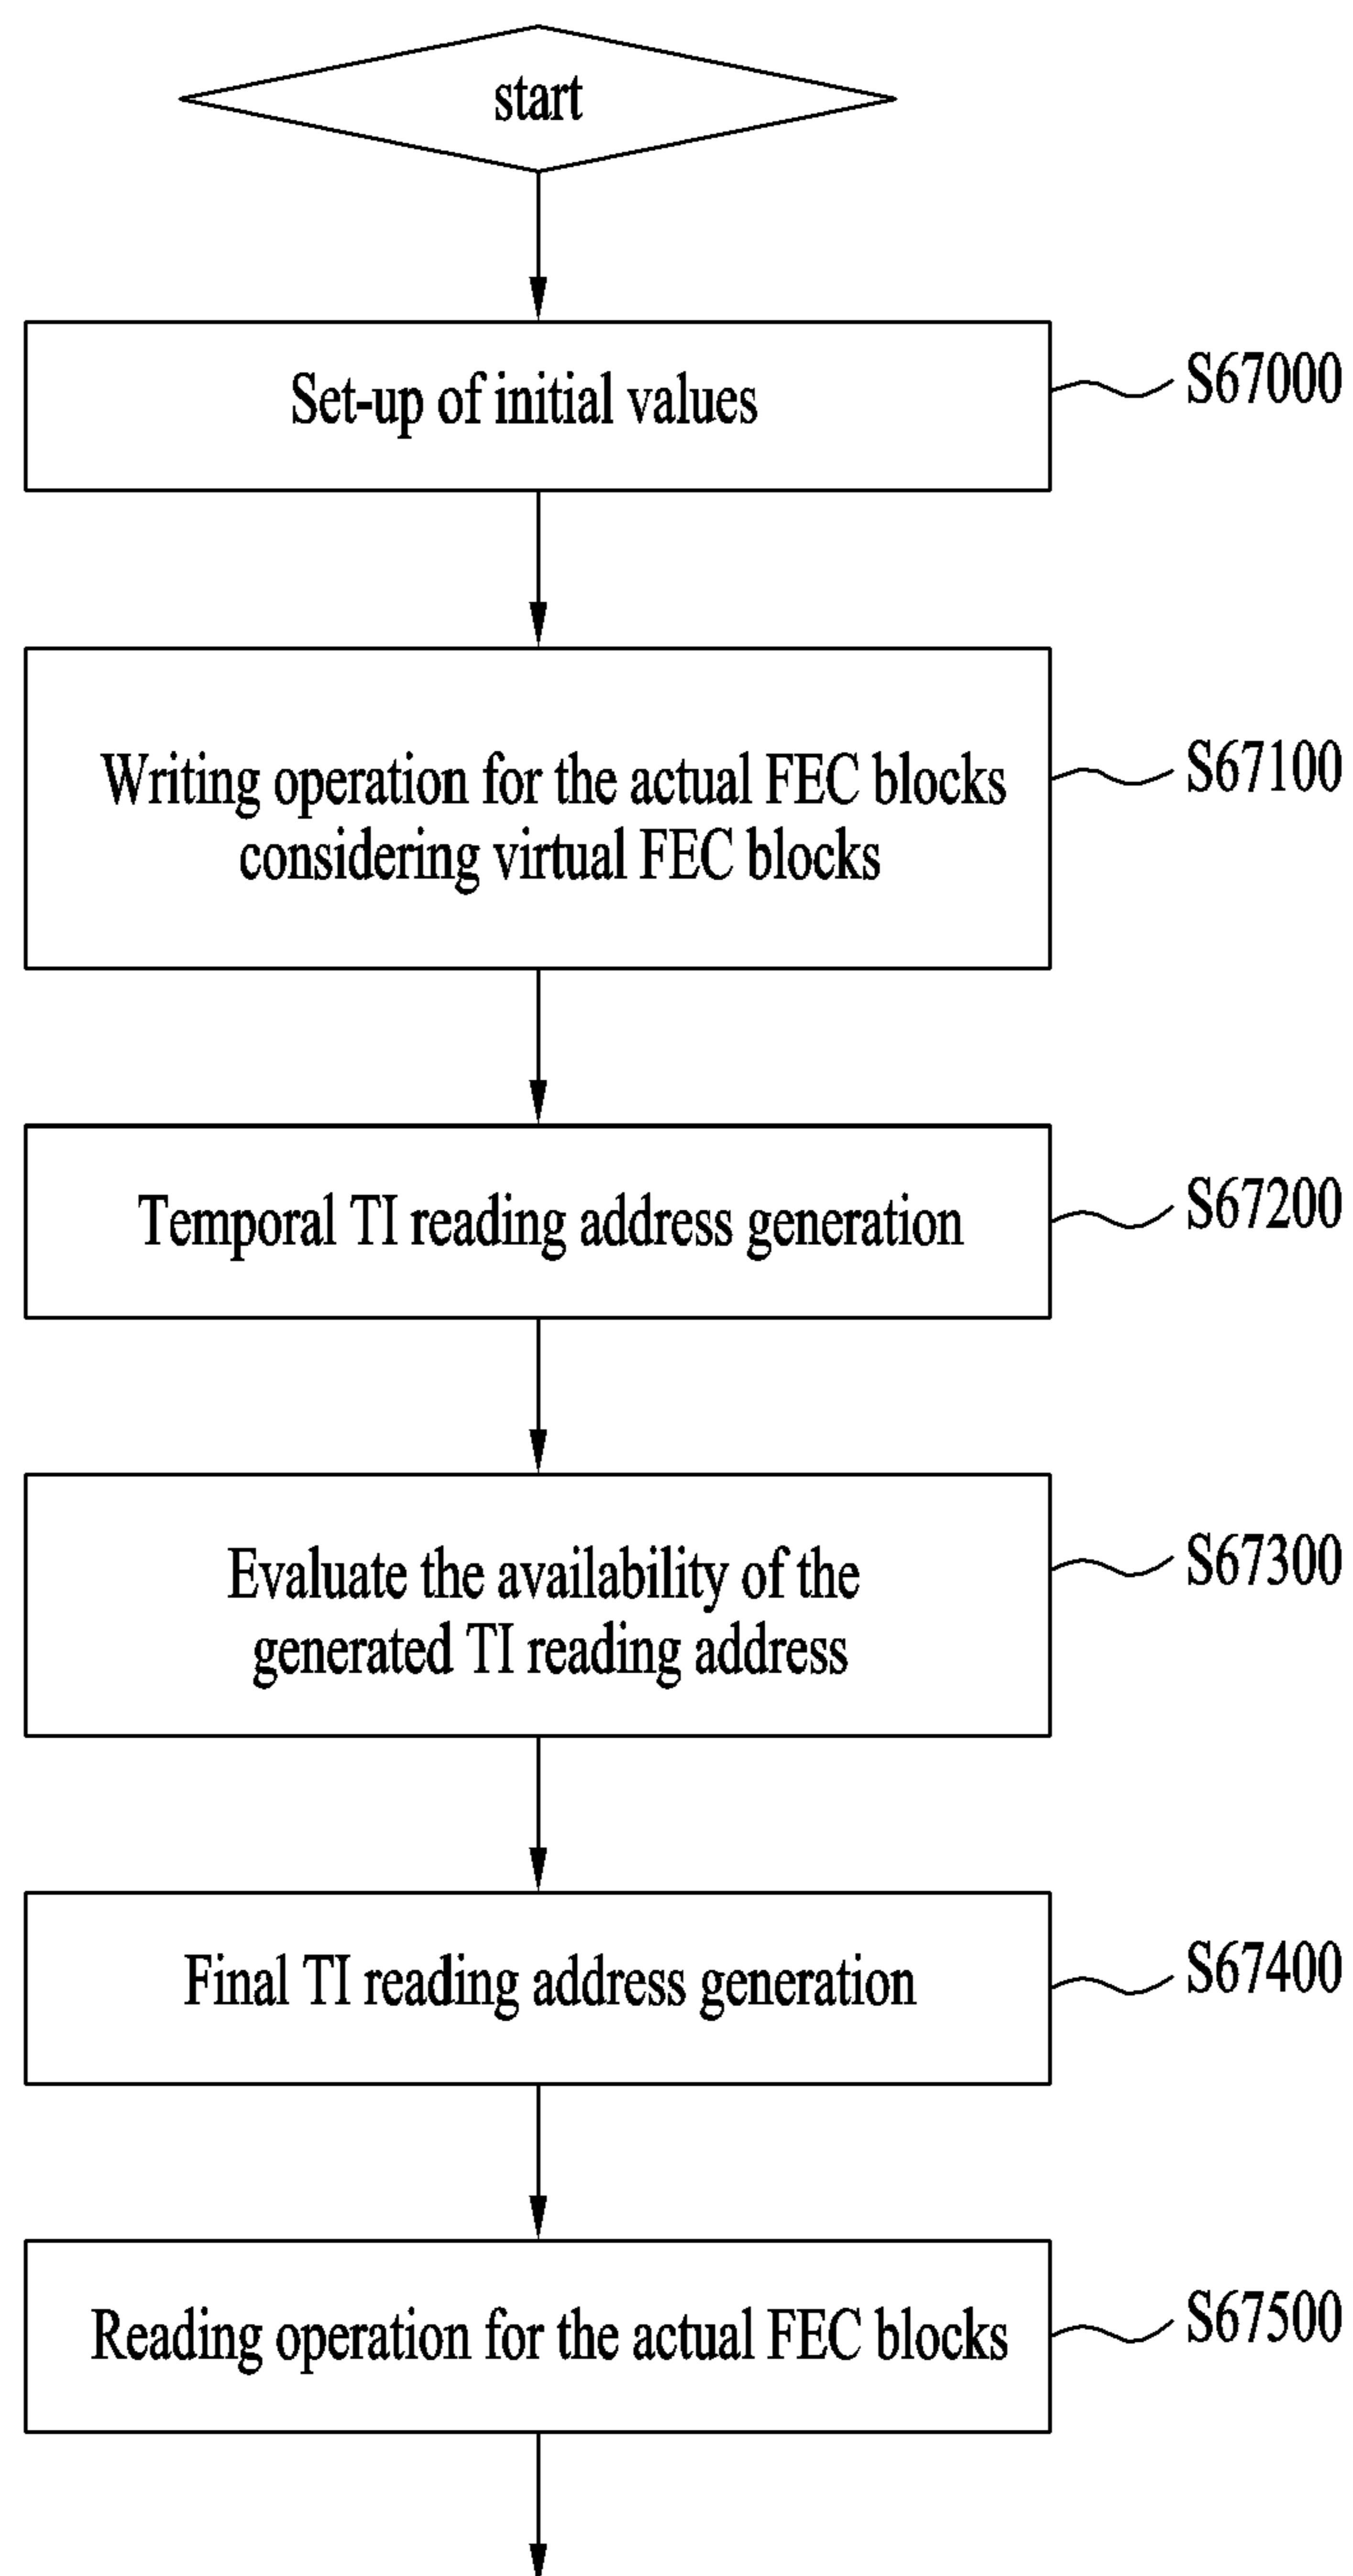 start
Set-up of initial values
S67000
Writing operation for the actual FEC blocks
considering virtual FEC blocks
S67100
Temporal TI reading address generation
S67200
Evaluate the availability of the
generated TI reading address
S67300
Final TI reading address generation
S67400
Reading operation for the actual FEC blocks
S67500